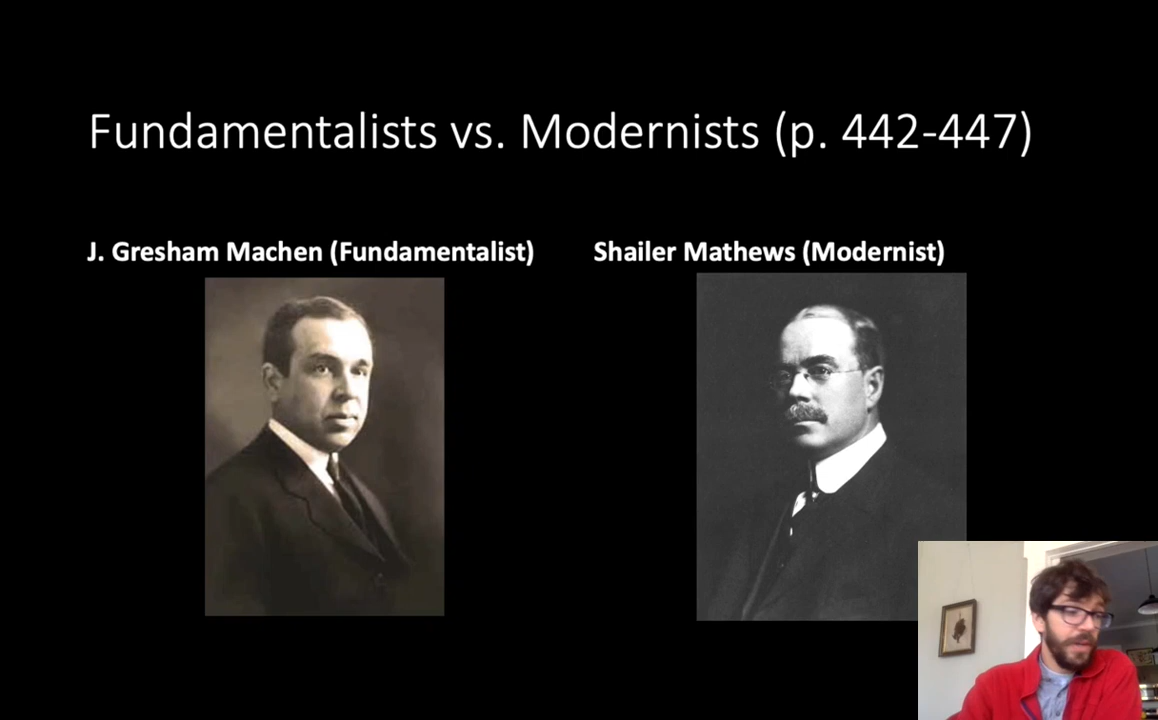 Fundamentalists vs. Modernists (p. 442-447)
J. Gresham Machen (Fundamentalist)
Shailer Mathews (Modernist)